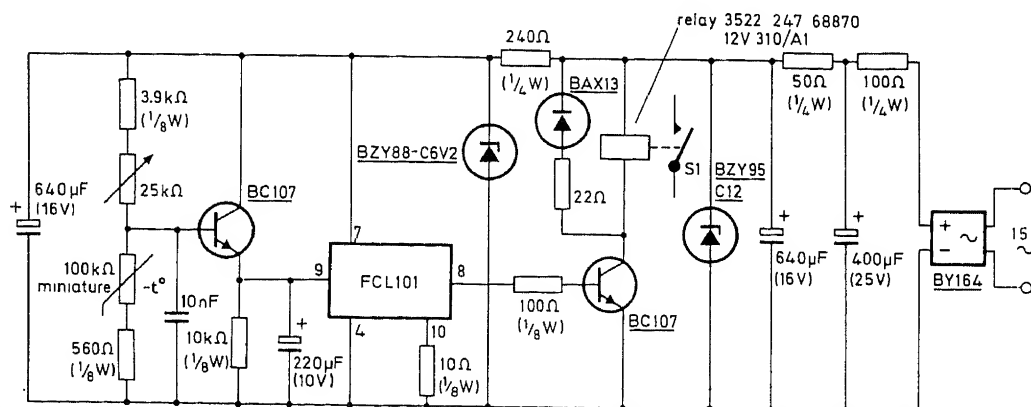 relay 3522 247 68870
12V 310/A1
240Ω
(1/4W)
BAX13
50Ω
(1/4W)
100Ω
(1/4W)
3.9kΩ
(1/8W)
25kΩ
640µF
(16V)
+
BC107
BZY88-C6V2
22Ω
S1
BZY95
C12
+
640µF
(16V)
+
400µF
(25V)
+
-
~
BY164
15
~
100kΩ
miniature
-t°
10nF
560Ω
(1/8W)
10kΩ
(1/8W)
+
220µF
(10V)
7
9
FCL101
8
4
10
10Ω
(1/8W)
100Ω
(1/8W)
BC107